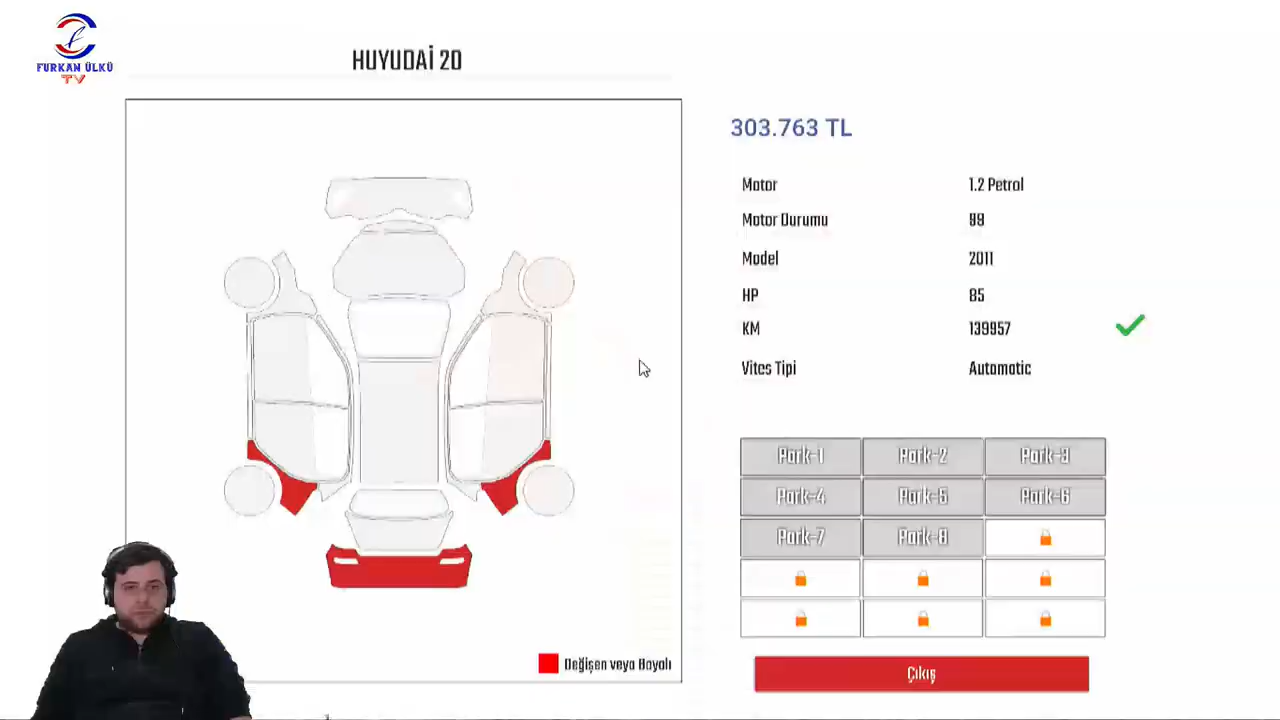 FURKAN ÜLKÜ
TV
HUYUDAİ 20
303.763 TL
Motor 1.2 Petrol
Motor Durumu 99
Model 2011
HP 85
KM 139957
Vites Tipi Automatic
Park-1 Park-2 Park-3
Park-4 Park-5 Park-6
Park-7 Park-8
Değişen veya Boyalı
Çıkış